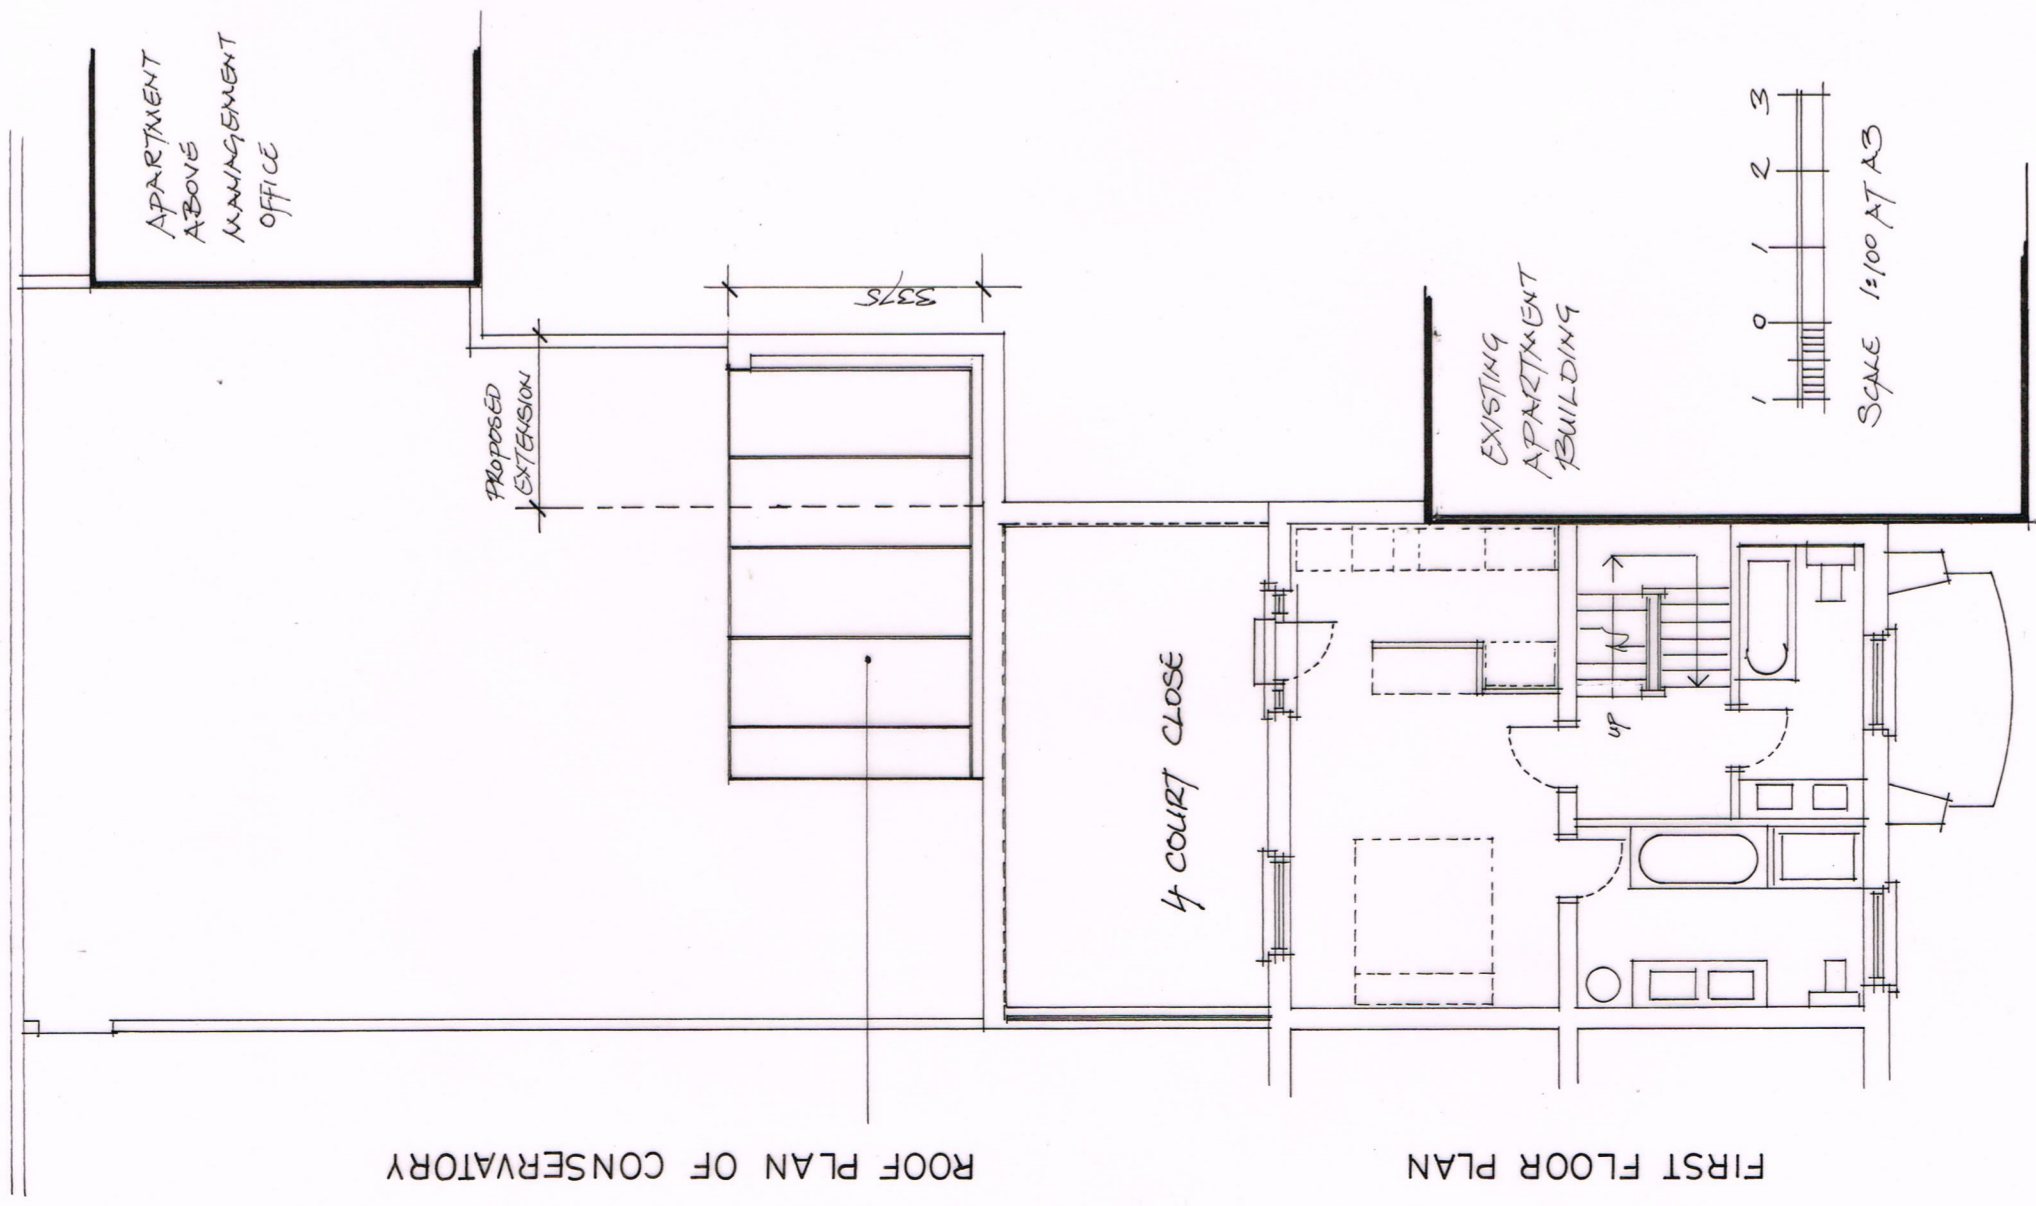 APARTMENT
ABOVE
MANAGEMENT
OFFICE
PROPOSED
EXTENSION
3375
4 COURT CLOSE
EXISTING
APARTMENT
BUILDING
UP
1 0 1 2 3
SCALE 1:100 AT A3
ROOF PLAN OF CONSERVATORY
FIRST FLOOR PLAN